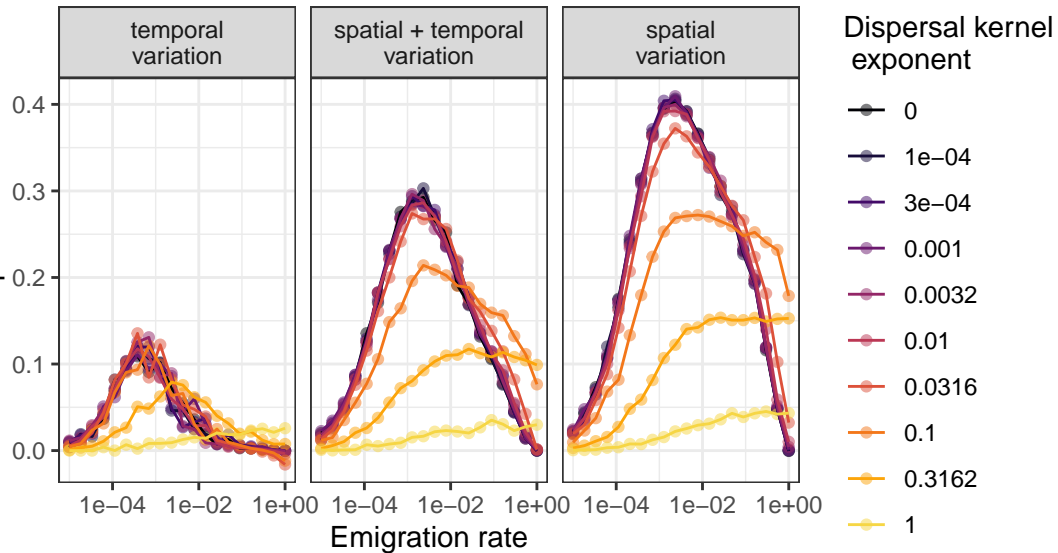 temporal
variation
spatial + temporal
variation
spatial
variation
0.4
0.3
0.2
0.1
0.0
1e−04
1e−02
1e+00
1e−04
1e−02
1e+00
1e−04
1e−02
1e+00
Emigration rate
Dispersal kernel
exponent
0
1e−04
3e−04
0.001
0.0032
0.01
0.0316
0.1
0.3162
1